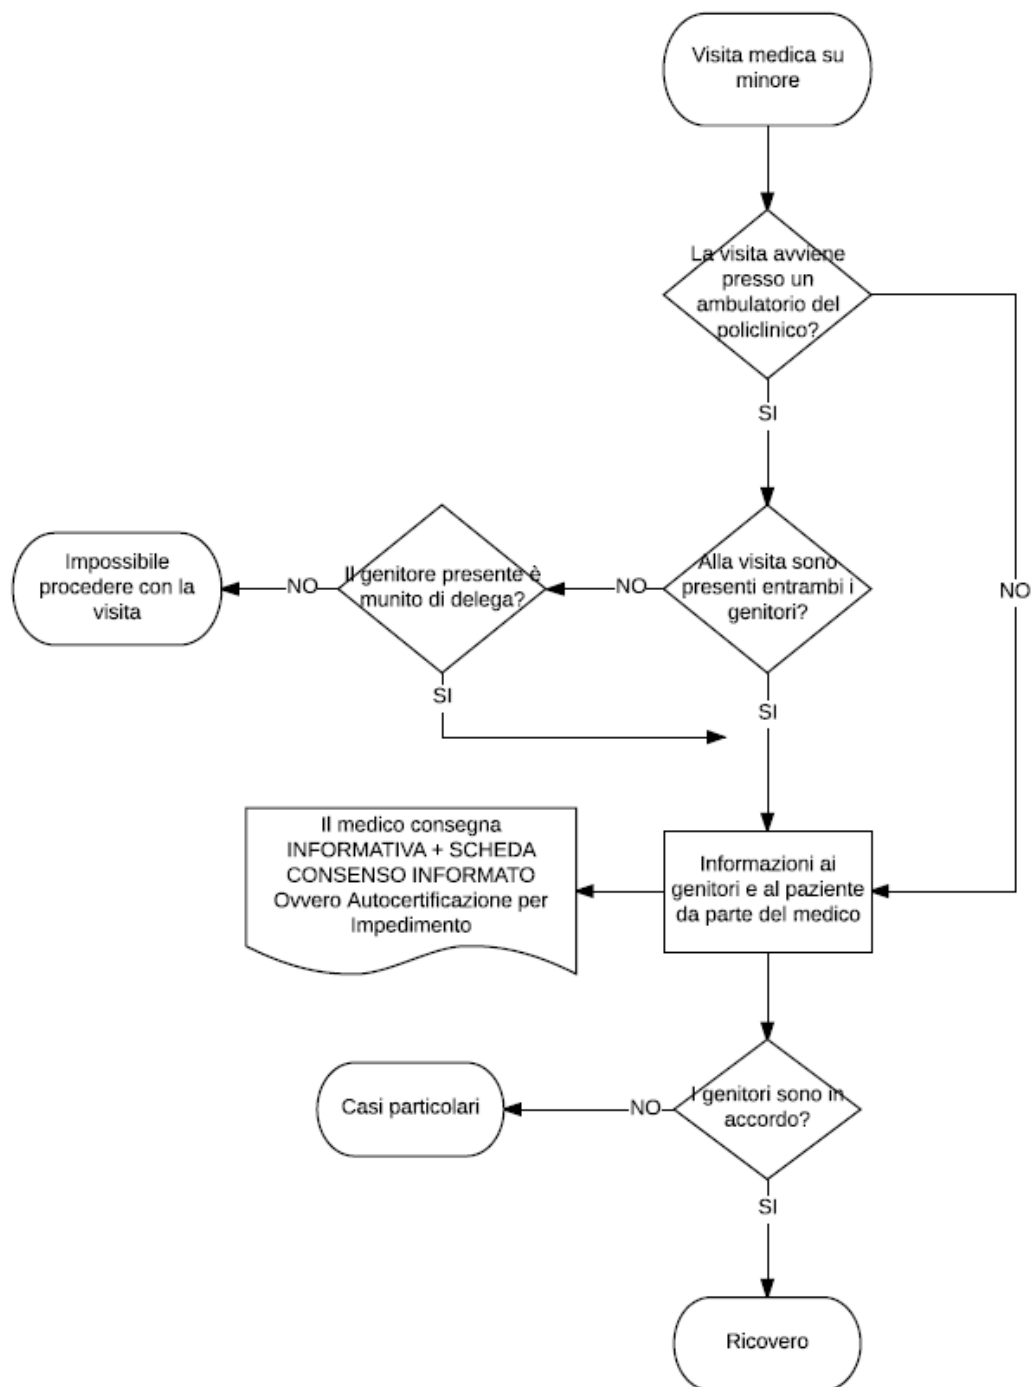 Visita medica su
minore
La visita avviene
presso un
ambulatorio del
policlinico?
SI
NO
Alla visita sono
presenti entrambi i
genitori?
NO
Il genitore presente è
munito di delega?
NO
Impossibile
procedere con la
visita
SI
SI
Informazioni ai
genitori e al paziente
da parte del medico
Il medico consegna
INFORMATIVA + SCHEDA
CONSENSO INFORMATO
Ovvero Autocertificazione per
Impedimento
I genitori sono in
accordo?
NO
Casi particolari
SI
Ricovero